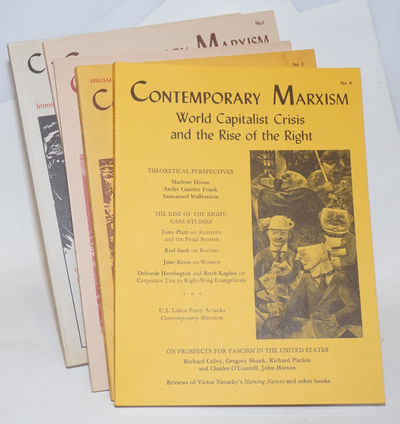 No1
MARXISM
SPECIAL
No. 4
CONTEMPORARY MARXISM
World Capitalist Crisis
and the Rise of the Right
THEORETICAL PERSPECTIVES
Marlene Dixon
Andre Gunder Frank
Immanuel Wallerstein
THE RISE OF THE RIGHT:
CASE STUDIES
Tony Platt on Austerity
and the Penal System
Rod Bush on Racism
June Kress on Women
Deborah Huntington and Ruth Kaplan on
Corporate Ties to Right-Wing Evangelicals
* * *
U.S. Labor Party Attacks
Contemporary Marxism
ON PROSPECTS FOR FASCISM IN THE UNITED STATES
Richard Criley, Gregory Shank, Richard Platkin
and Charles O'Connell, John Horton
Reviews of Victor Navasky's Naming Names and other books